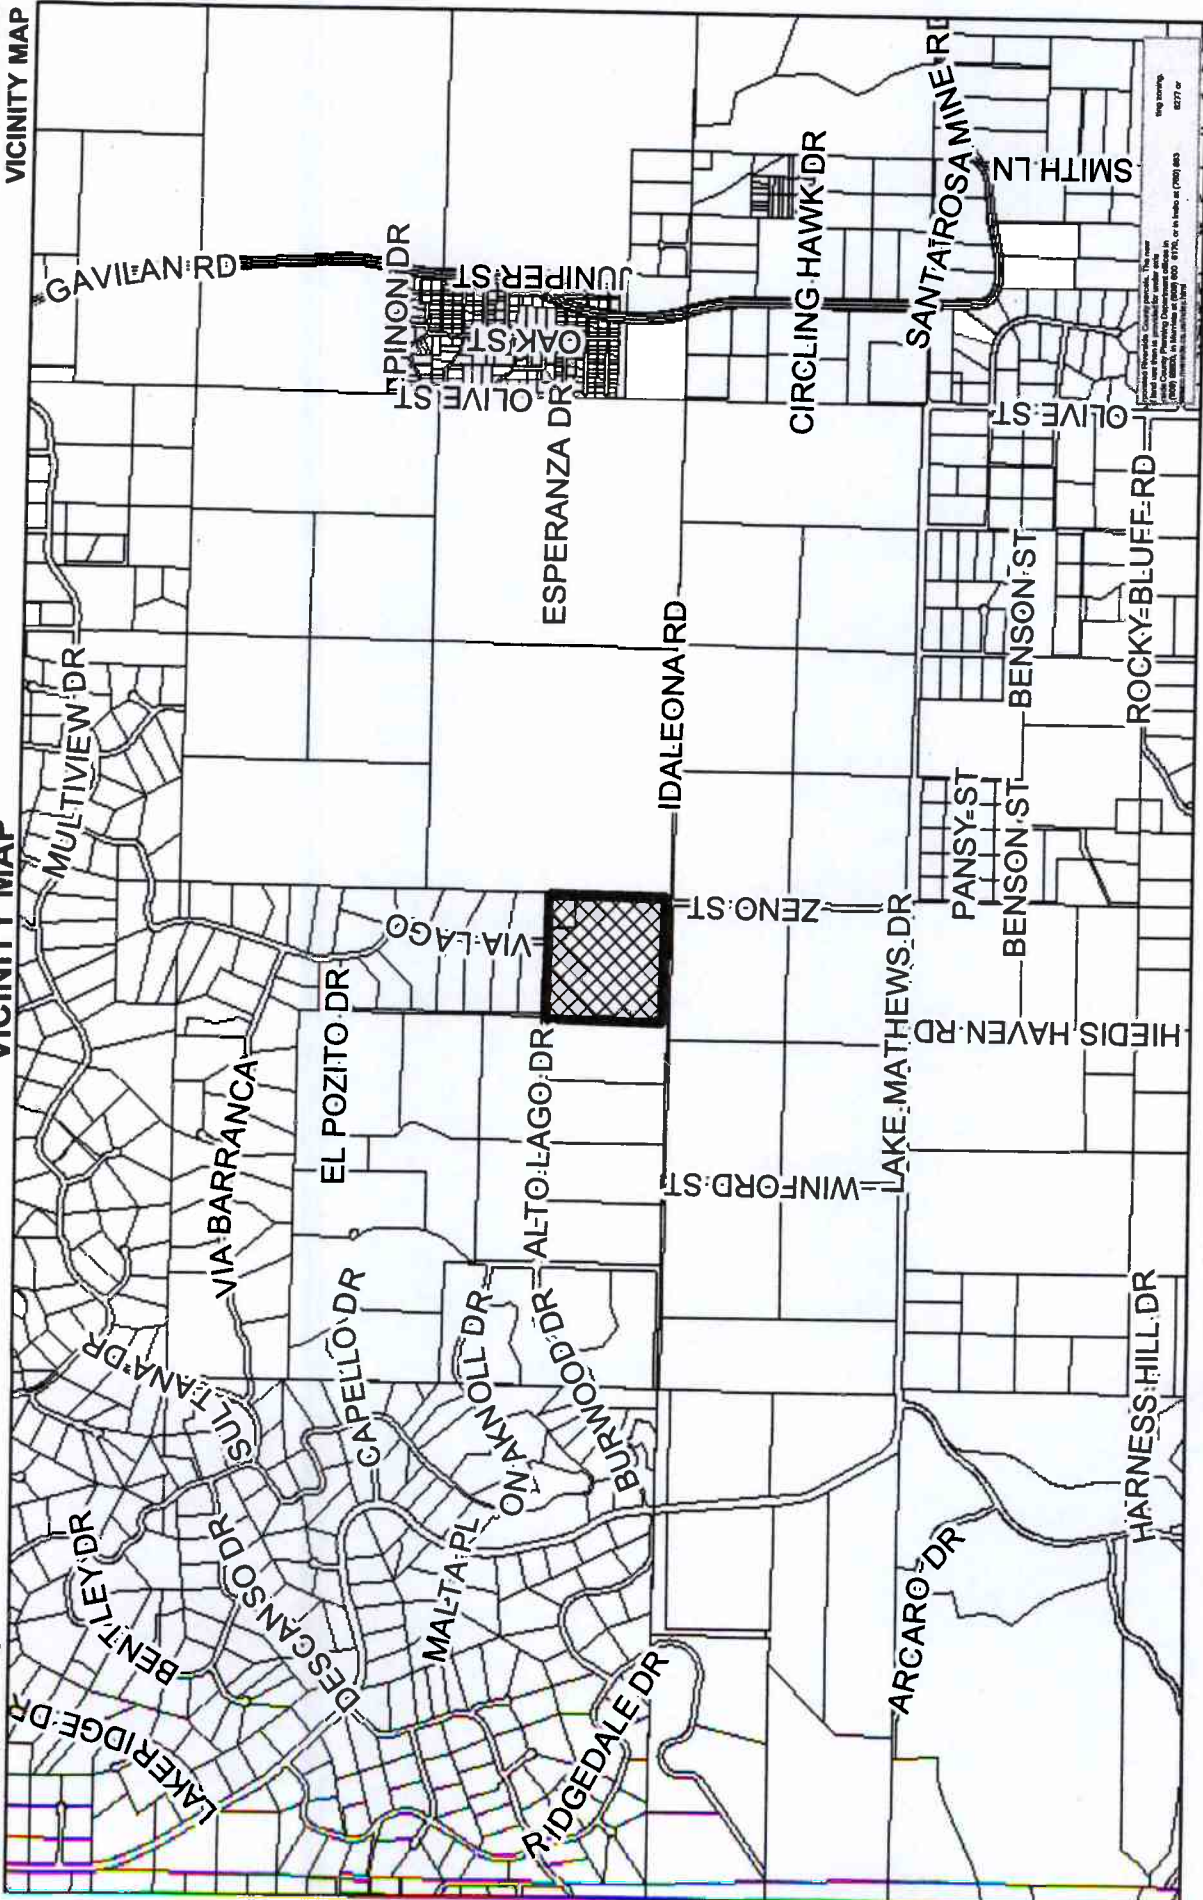 VICINITY MAP
VICINITY MAP
LAKERIDGE DR
BENTLEY DR
DESCANSO DR
SULTANA DR
MULTIVIEW DR
GAVILAN RD
VIA BARRANCA
CAPELLO DR
EL POZITO DR
VIA LAGO
PINON DR
OLIVE ST
OAK ST
JUNIPER ST
MALTA PL
ON AKNOLL DR
BURWOOD DR
ALTO LAGO DR
ESPERANZA DR
RIDGEDALE DR
IDALEONA RD
WINFORD ST
ZENO ST
CIRCLING HAWK DR
ARCARO DR
LAKE MATHEWS DR
SANTA ROSA MINE RD
PANSY ST
BENSON ST
BENSON ST
OLIVE ST
SMITH LN
HIEDIS HAVEN RD
HARNESS HILL DR
ROCKY BLUFF RD